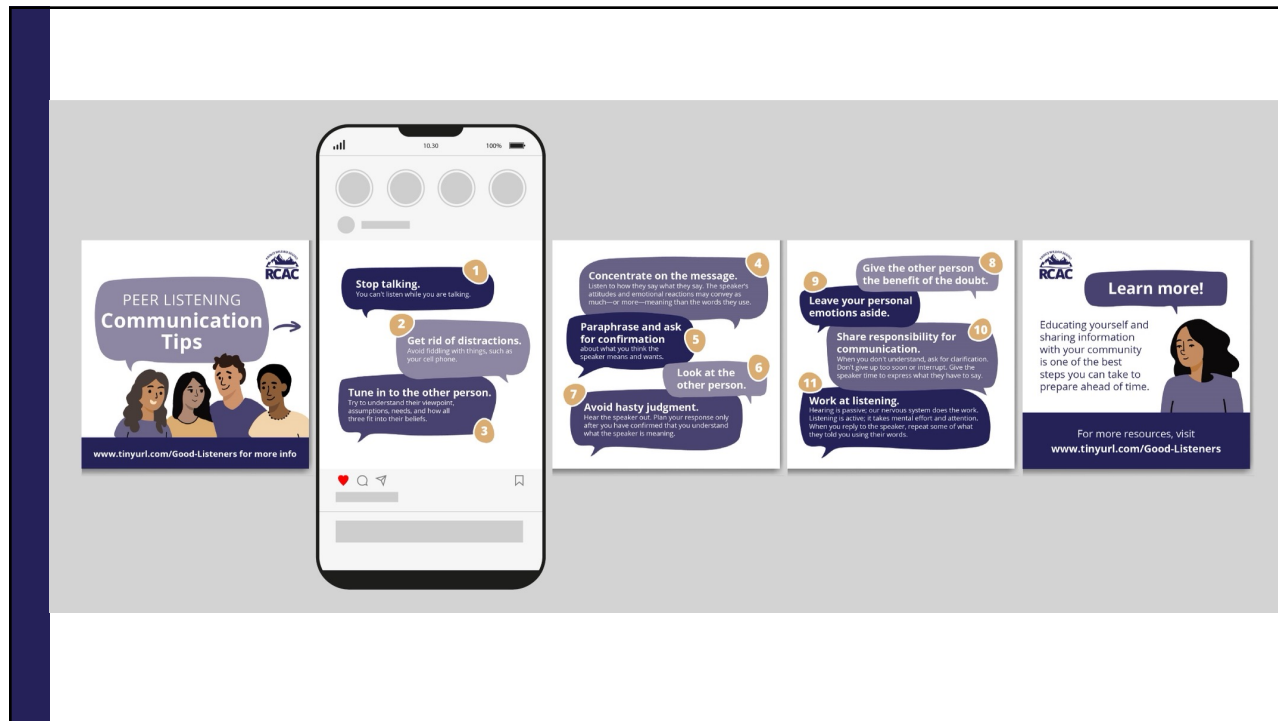 RCAC
PEER LISTENING
Communication
Tips
www.tinyurl.com/Good-Listeners for more info
10.30
100%
1
Stop talking.
You can't listen while you are talking.
2
Get rid of distractions.
Avoid fiddling with things, such as
your cell phone.
Tune in to the other person.
Try to understand their viewpoint,
assumptions, needs, and how all
three fit into their beliefs.
3
4
Concentrate on the message.
Listen to how they say what they say. The speaker's
attitudes and emotional reactions may convey as
much—or more—meaning than the words they use.
Paraphrase and ask
for confirmation
about what you think the
speaker means and wants.
5
6
Look at the
other person.
7
Avoid hasty judgment.
Hear the speaker out. Plan your response only
after you have confirmed that you understand
what the speaker is meaning.
8
Give the other person
the benefit of the doubt.
9
Leave your personal
emotions aside.
10
Share responsibility for
communication.
When you don't understand, ask for clarification.
Don't give up too soon or interrupt. Give the
speaker time to express what they have to say.
11
Work at listening.
Hearing is passive; our nervous system does the work.
Listening is active; it takes mental effort and attention.
When you reply to the speaker, repeat some of what
they told you using their words.
RCAC
Learn more!
Educating yourself and
sharing information
with your community
is one of the best
steps you can take to
prepare ahead of time.
For more resources, visit
www.tinyurl.com/Good-Listeners